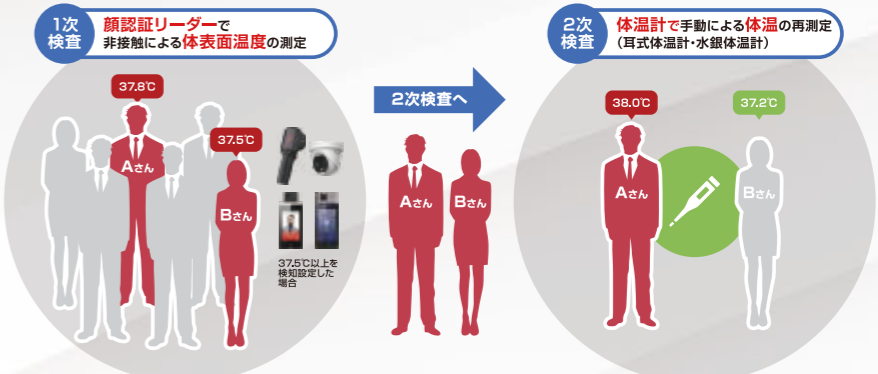 1次
検査
顔認証リーダーで
非接触による体表面温度の測定
37.8℃
37.5℃
Aさん
Bさん
37.5℃以上を
検知設定した
場合
2次検査へ
Aさん
Bさん
2次
検査
体温計で手動による体温の再測定
（耳式体温計・水銀体温計）
38.0℃
37.2℃
Aさん
Bさん